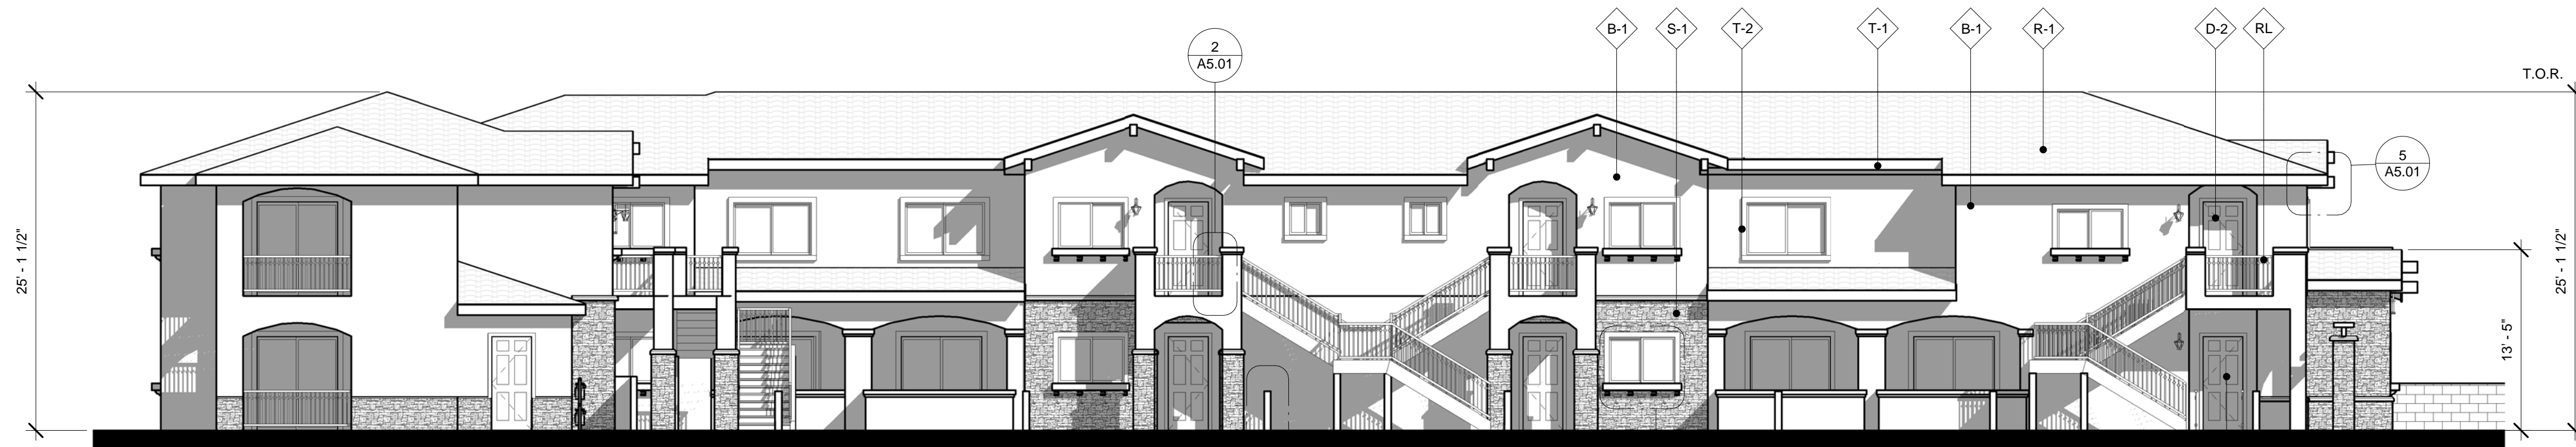 B-1 S-1 T-2 T-1 B-1 R-1 D-2 RL
2
A5.01
T.O.R.
5
A5.01
25' - 1 1/2"
25' - 1 1/2"
13' - 5"